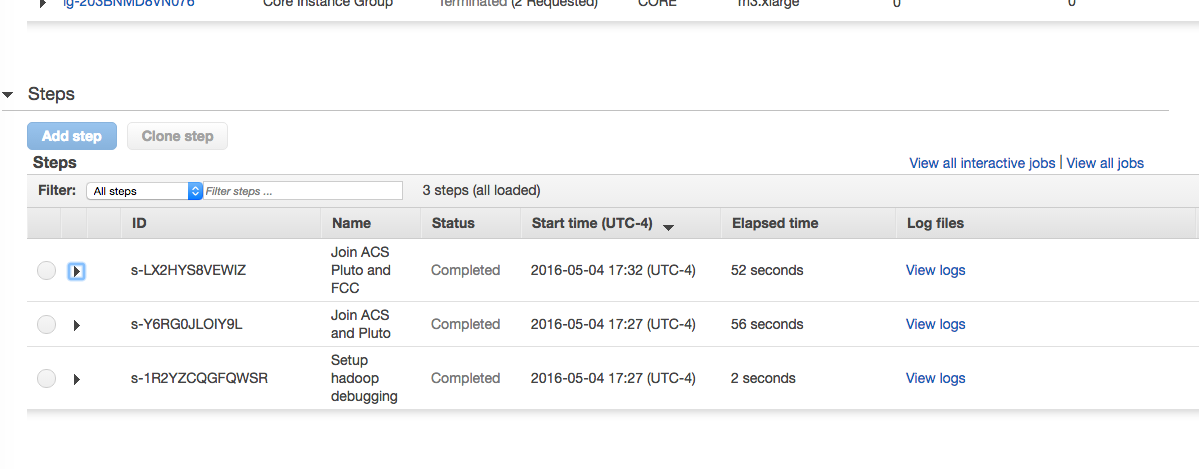 ig-203BNMD8VN076 Core Instance Group Terminated (2 Requested) CORE m3.xlarge 0 0
Steps
Add step Clone step
Steps View all interactive jobs | View all jobs
Filter: All steps Filter steps ... 3 steps (all loaded)
ID Name Status Start time (UTC-4) Elapsed time Log files
Join ACS
s-LX2HYS8VEWIZ Pluto and Completed 2016-05-04 17:32 (UTC-4) 52 seconds View logs
FCC
s-Y6RG0JLOIY9L Join ACS Completed 2016-05-04 17:27 (UTC-4) 56 seconds View logs
and Pluto
Setup
s-1R2YZCQGFQWSR hadoop Completed 2016-05-04 17:27 (UTC-4) 2 seconds View logs
debugging